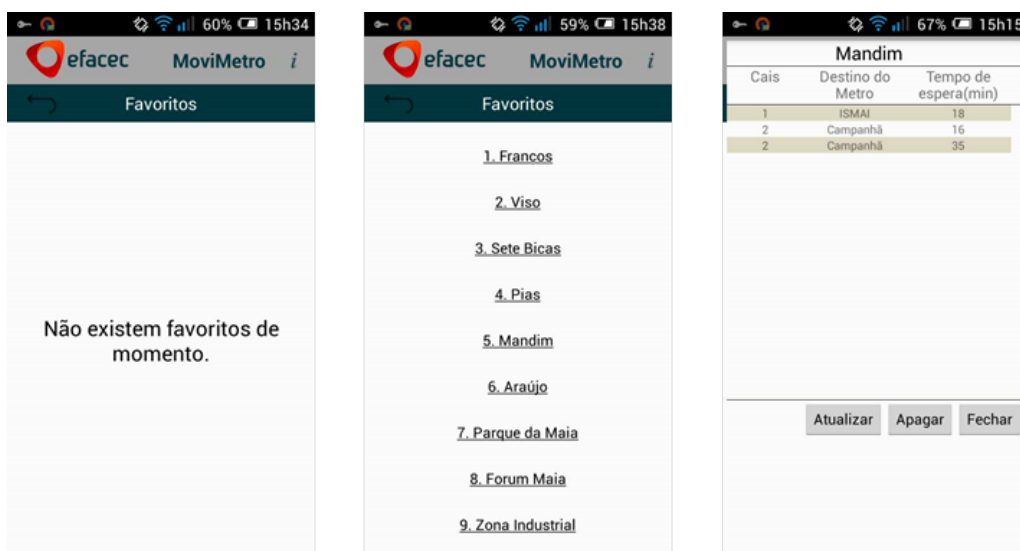 60% 15h34
efacec MoviMetro i
Favoritos
Não existem favoritos de
momento.
59% 15h38
efacec MoviMetro i
Favoritos
1. Francos
2. Viso
3. Sete Bicas
4. Pias
5. Mandim
6. Araújo
7. Parque da Maia
8. Forum Maia
9. Zona Industrial
67% 15h15
Mandim
Cais Destino do Tempo de
Metro espera(min)
1 ISMAI 18
2 Campanhã 16
2 Campanhã 35
Atualizar Apagar Fechar